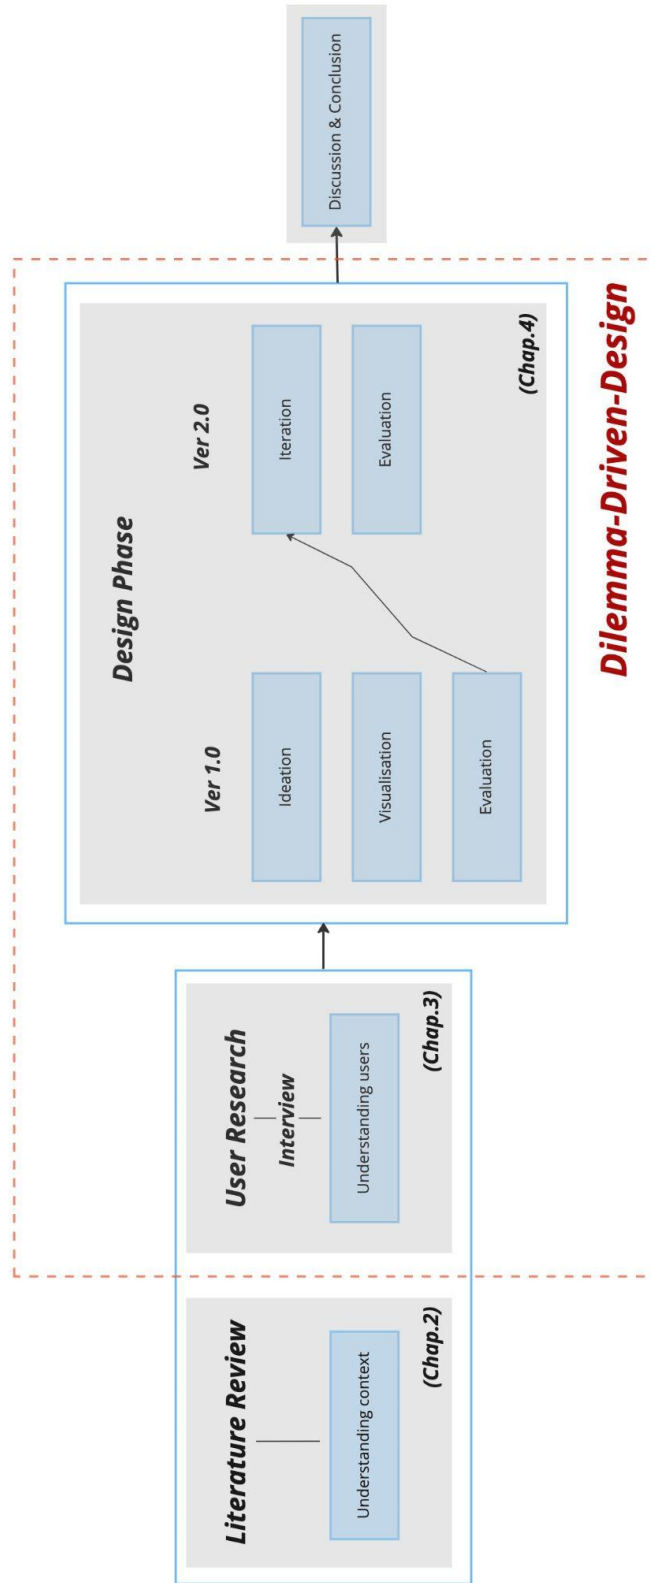 Literature Review
Understanding context
(Chap.2)
User Research
Interview
Understanding users
(Chap.3)
Design Phase
Ver 1.0
Ideation
Visualisation
Evaluation
Ver 2.0
Iteration
Evaluation
(Chap.4)
Dilemma-Driven-Design
Discussion & Conclusion